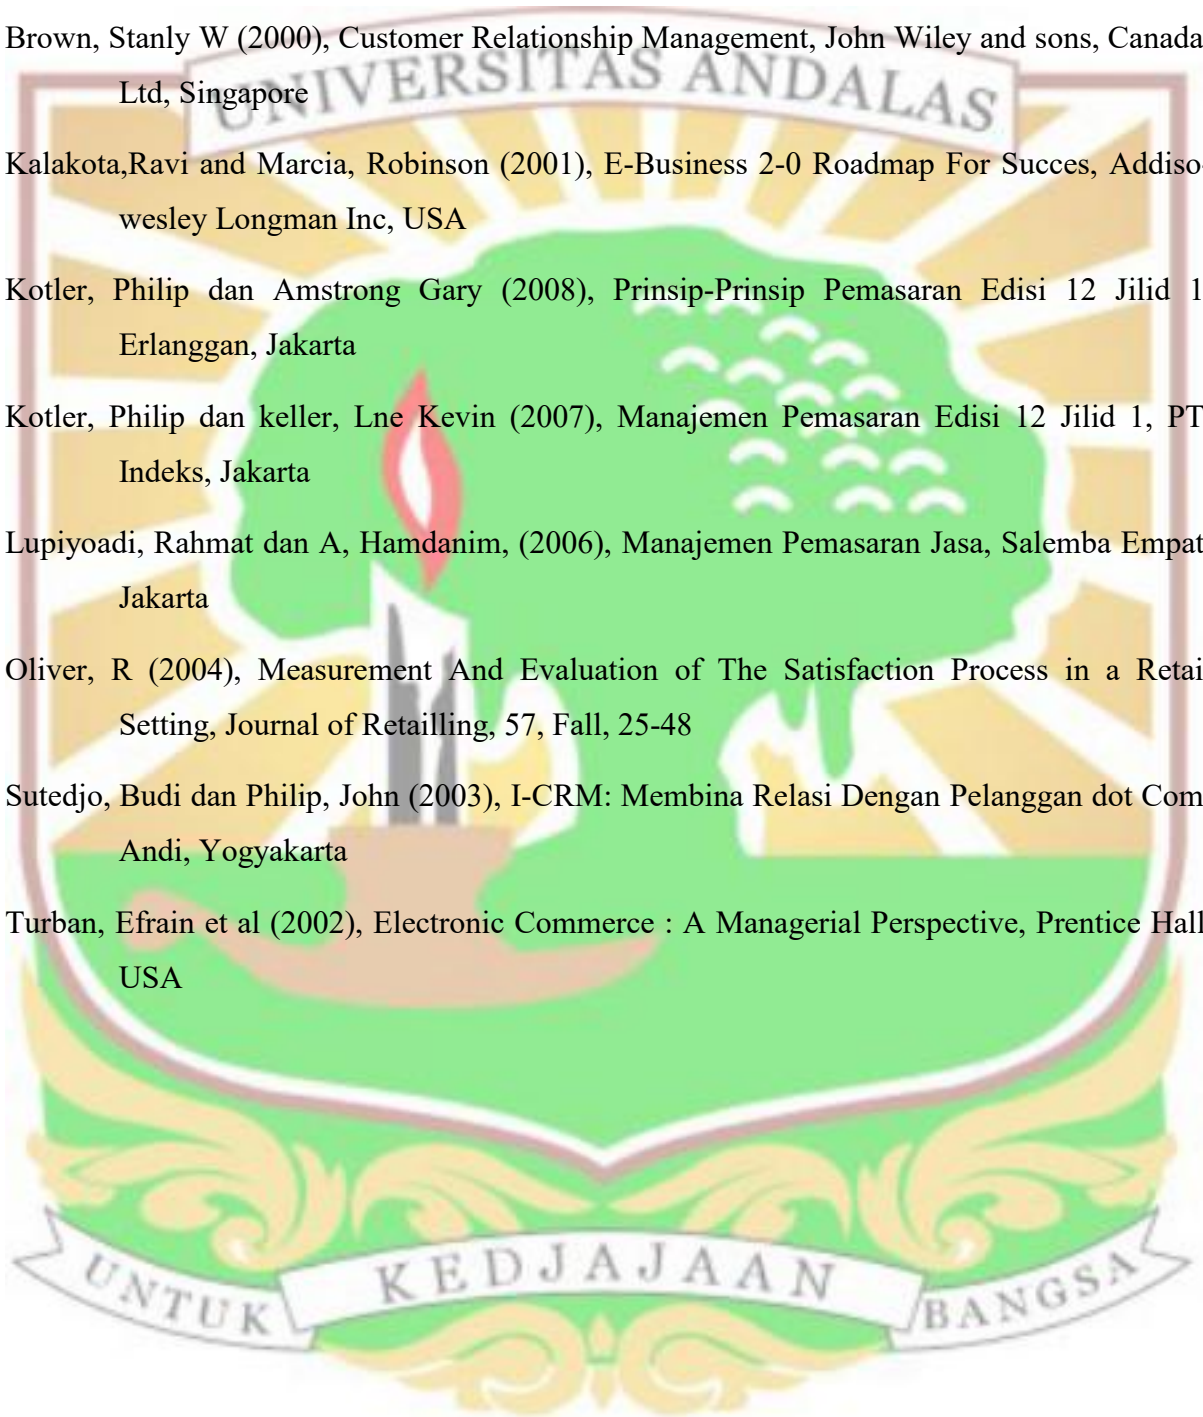 Brown, Stanly W (2000), Customer Relationship Management, John Wiley and sons, Canada
Ltd, Singapore
UNIVERSITAS ANDALAS
Kalakota,Ravi and Marcia, Robinson (2001), E-Business 2-0 Roadmap For Succes, Addiso-
wesley Longman Inc, USA
Kotler, Philip dan Amstrong Gary (2008), Prinsip-Prinsip Pemasaran Edisi 12 Jilid 1
Erlanggan, Jakarta
Kotler, Philip dan keller, Lne Kevin (2007), Manajemen Pemasaran Edisi 12 Jilid 1, PT
Indeks, Jakarta
Lupiyoadi, Rahmat dan A, Hamdanim, (2006), Manajemen Pemasaran Jasa, Salemba Empat
Jakarta
Oliver, R (2004), Measurement And Evaluation of The Satisfaction Process in a Retai
Setting, Journal of Retailling, 57, Fall, 25-48
Sutedjo, Budi dan Philip, John (2003), I-CRM: Membina Relasi Dengan Pelanggan dot Com
Andi, Yogyakarta
Turban, Efrain et al (2002), Electronic Commerce : A Managerial Perspective, Prentice Hall
USA
UNTUK KEDJAJAAN BANGSA